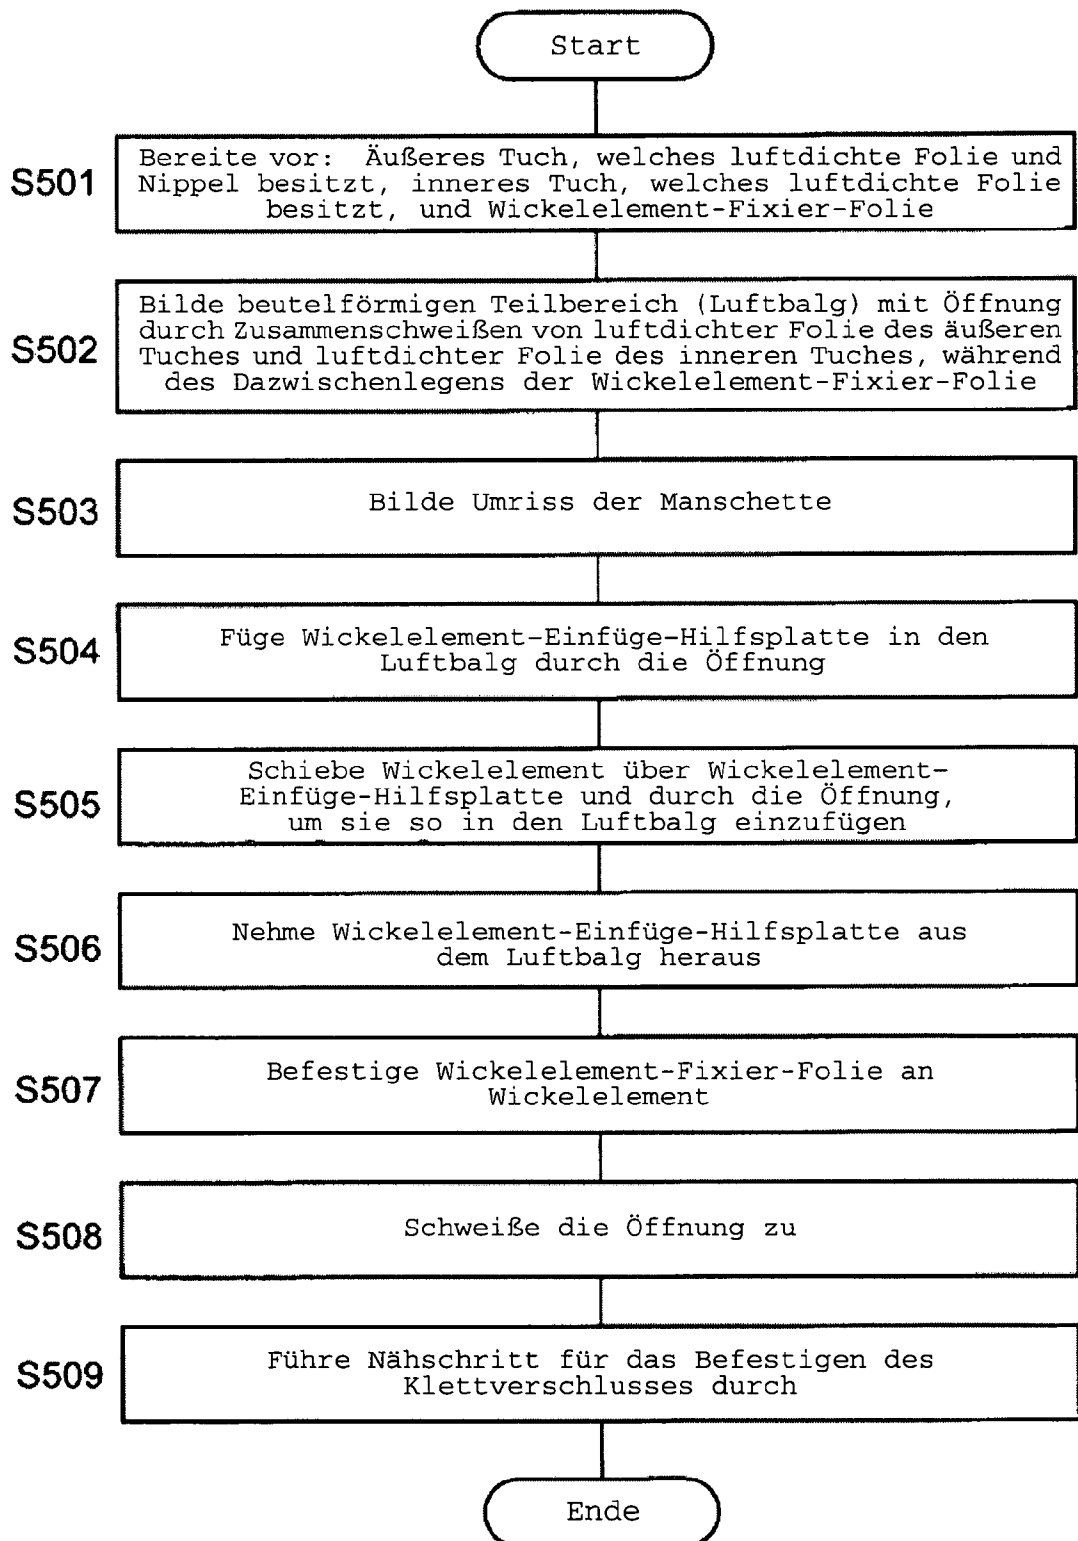 Start
S501
Bereite vor: Äußeres Tuch, welches luftdichte Folie und
Nippel besitzt, inneres Tuch, welches luftdichte Folie
besitzt, und Wickelelement-Fixier-Folie
S502
Bilde beutelförmigen Teilbereich (Luftbalg) mit Öffnung
durch Zusammenschweißen von luftdichter Folie des äußeren
Tuches und luftdichter Folie des inneren Tuches, während
des Dazwischenlegens der Wickelelement-Fixier-Folie
S503
Bilde Umriss der Manschette
S504
Füge Wickelelement-Einfüge-Hilfsplatte in den
Luftbalg durch die Öffnung
S505
Schiebe Wickelelement über Wickelelement-
Einfüge-Hilfsplatte und durch die Öffnung,
um sie so in den Luftbalg einzufügen
S506
Nehme Wickelelement-Einfüge-Hilfsplatte aus
dem Luftbalg heraus
S507
Befestige Wickelelement-Fixier-Folie an
Wickelelement
S508
Schweiße die Öffnung zu
S509
Führe Nähschritt für das Befestigen des
Klettverschlusses durch
Ende